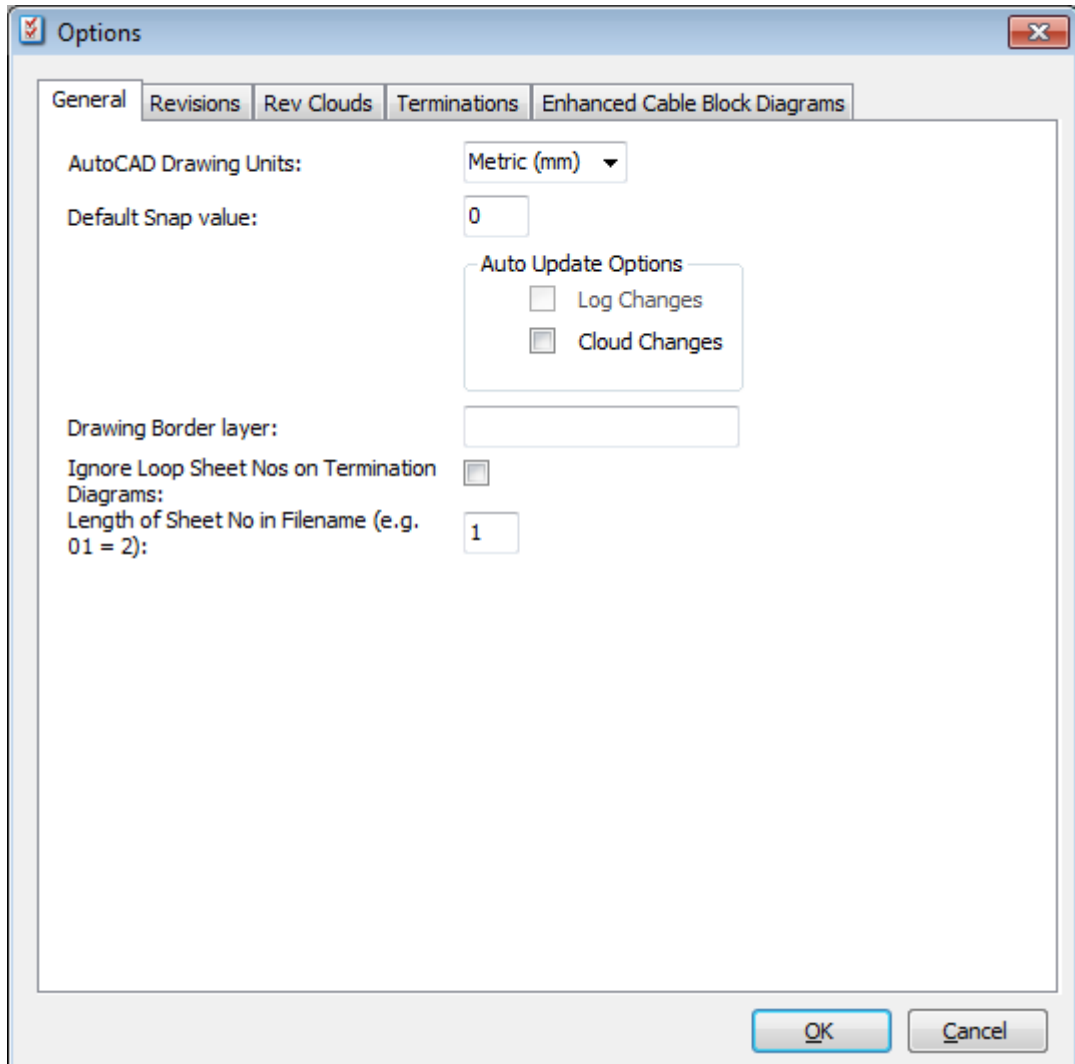 Options
General Revisions Rev Clouds Terminations Enhanced Cable Block Diagrams
AutoCAD Drawing Units: Metric (mm)
Default Snap value: 0
Auto Update Options
Log Changes
Cloud Changes
Drawing Border layer:
Ignore Loop Sheet Nos on Termination
Diagrams:
Length of Sheet No in Filename (e.g.
01 = 2): 1
OK Cancel